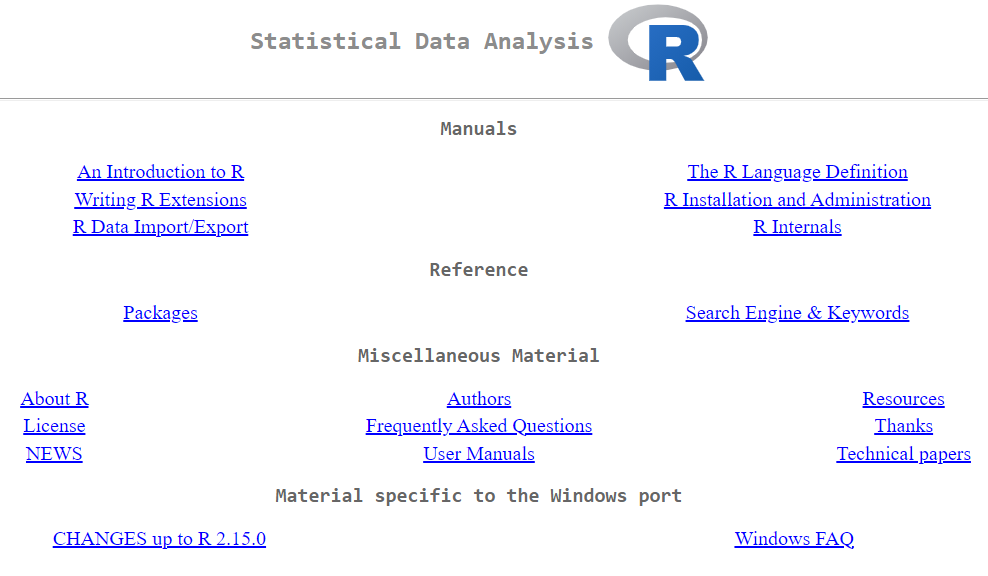 Statistical Data Analysis R
Manuals
An Introduction to R The R Language Definition
Writing R Extensions R Installation and Administration
R Data Import/Export R Internals
Reference
Packages Search Engine & Keywords
Miscellaneous Material
About R Authors Resources
License Frequently Asked Questions Thanks
NEWS User Manuals Technical papers
Material specific to the Windows port
CHANGES up to R 2.15.0 Windows FAQ